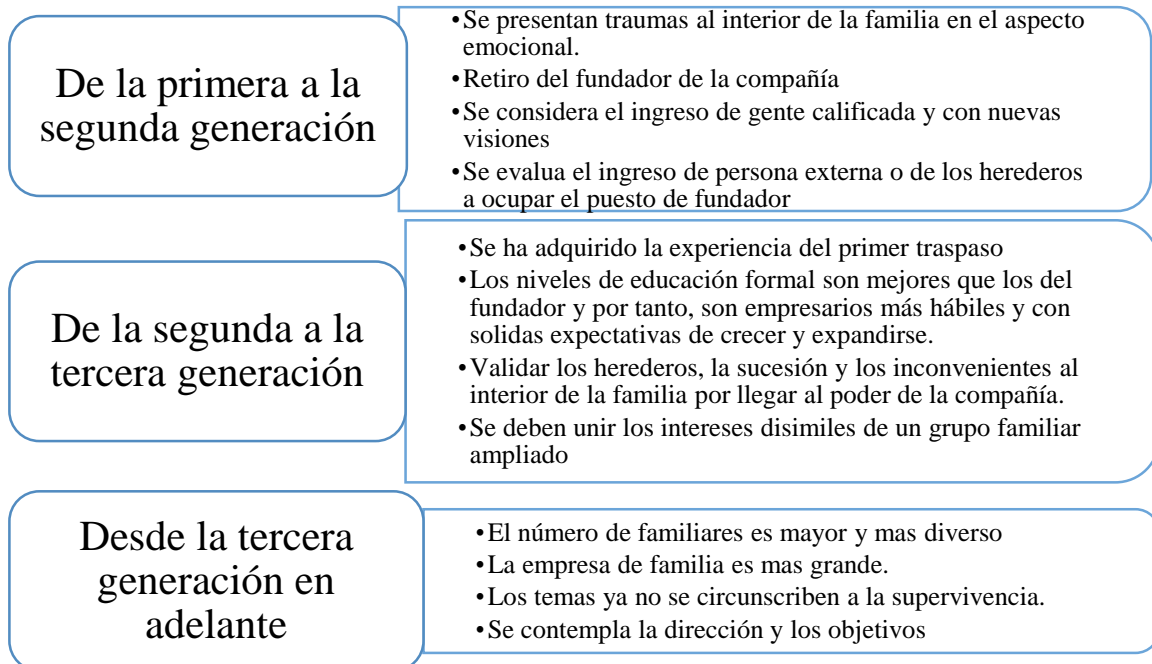 De la primera a la
segunda generación
•Se presentan traumas al interior de la familia en el aspecto
emocional.
•Retiro del fundador de la compañía
•Se considera el ingreso de gente calificada y con nuevas
visiones
•Se evalua el ingreso de persona externa o de los herederos
a ocupar el puesto de fundador
De la segunda a la
tercera generación
•Se ha adquirido la experiencia del primer traspaso
•Los niveles de educación formal son mejores que los del
fundador y por tanto, son empresarios más hábiles y con
solidas expectativas de crecer y expandirse.
•Validar los herederos, la sucesión y los inconvenientes al
interior de la familia por llegar al poder de la compañía.
•Se deben unir los intereses disimiles de un grupo familiar
ampliado
Desde la tercera
generación en
adelante
•El número de familiares es mayor y mas diverso
•La empresa de familia es mas grande.
•Los temas ya no se circunscriben a la supervivencia.
•Se contempla la dirección y los objetivos